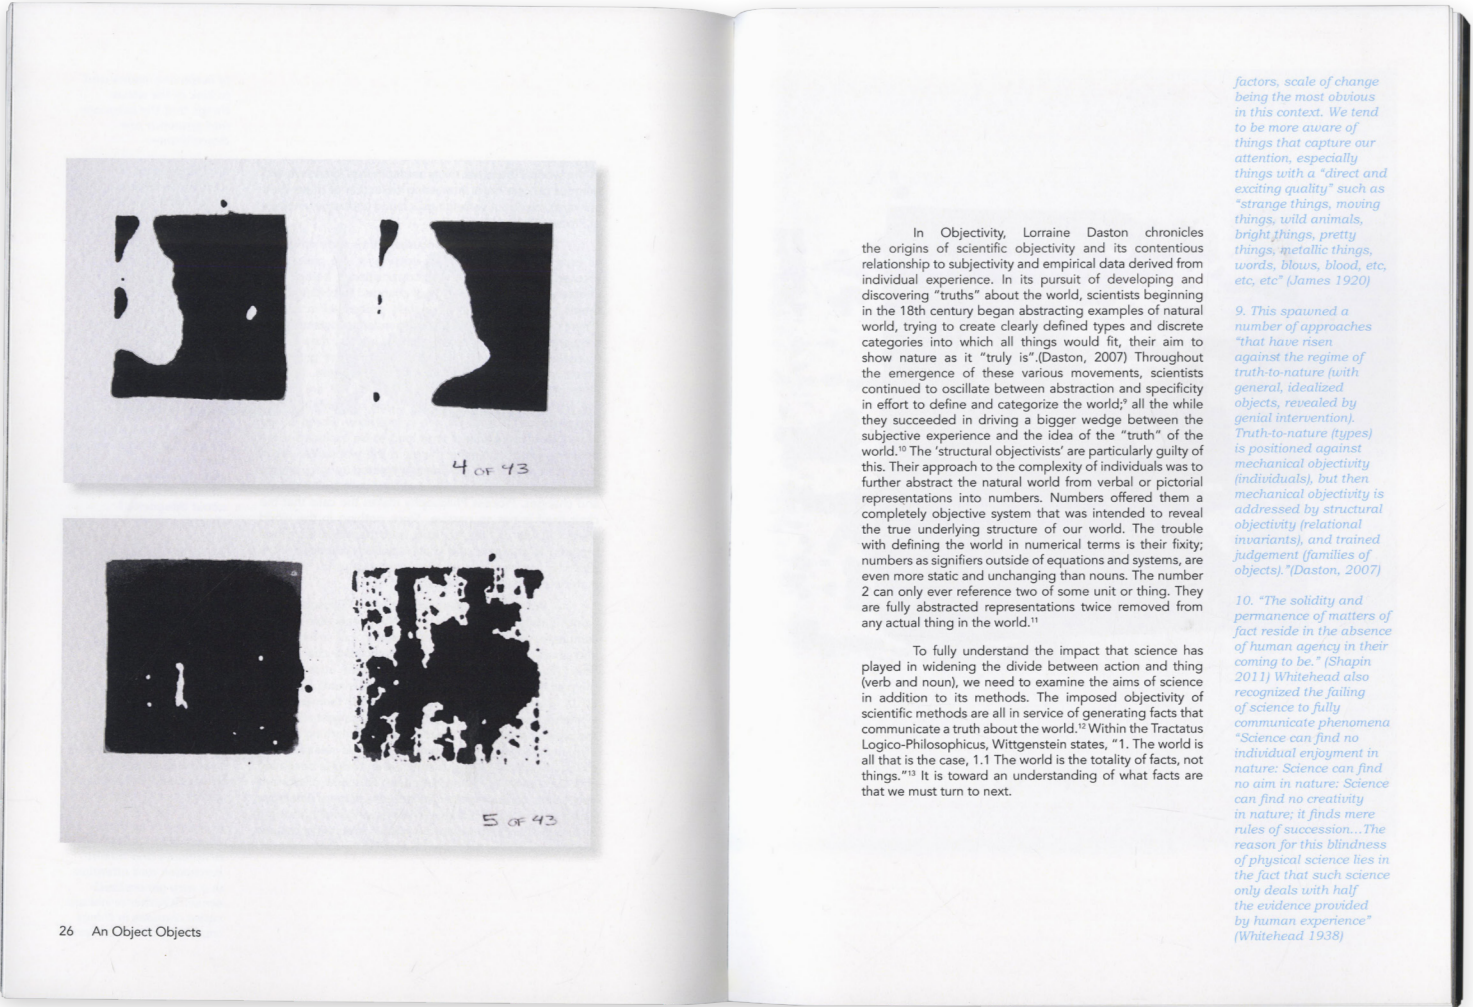 4 OF 43
5 OF 43
26 An Object Objects
In Objectivity, Lorraine Daston chronicles
the origins of scientific objectivity and its contentious
relationship to subjectivity and empirical data derived from
individual experience. In its pursuit of developing and
discovering "truths" about the world, scientists beginning
in the 18th century began abstracting examples of natural
world, trying to create clearly defined types and discrete
categories into which all things would fit, their aim to
show nature as it "truly is".(Daston, 2007) Throughout
the emergence of these various movements, scientists
continued to oscillate between abstraction and specificity
in effort to define and categorize the world;⁹ all the while
they succeeded in driving a bigger wedge between the
subjective experience and the idea of the "truth" of the
world.¹⁰ The 'structural objectivists' are particularly guilty of
this. Their approach to the complexity of individuals was to
further abstract the natural world from verbal or pictorial
representations into numbers. Numbers offered them a
completely objective system that was intended to reveal
the true underlying structure of our world. The trouble
with defining the world in numerical terms is their fixity;
numbers as signifiers outside of equations and systems, are
even more static and unchanging than nouns. The number
2 can only ever reference two of some unit or thing. They
are fully abstracted representations twice removed from
any actual thing in the world.¹¹
To fully understand the impact that science has
played in widening the divide between action and thing
(verb and noun), we need to examine the aims of science
in addition to its methods. The imposed objectivity of
scientific methods are all in service of generating facts that
communicate a truth about the world.¹² Within the Tractatus
Logico-Philosophicus, Wittgenstein states, "1. The world is
all that is the case, 1.1 The world is the totality of facts, not
things."¹³ It is toward an understanding of what facts are
that we must turn to next.
factors, scale of change
being the most obvious
in this context. We tend
to be more aware of
things that capture our
attention, especially
things with a "direct and
exciting quality" such as
"strange things, moving
things, wild animals,
bright things, pretty
things, metallic things,
words, blows, blood, etc,
etc, etc" (James 1920)
9. This spawned a
number of approaches
"that have risen
against the regime of
truth-to-nature (with
general, idealized
objects, revealed by
genial intervention).
Truth-to-nature (types)
is positioned against
mechanical objectivity
(individuals), but then
mechanical objectivity is
addressed by structural
objectivity (relational
invariants), and trained
judgement (families of
objects)."(Daston, 2007)
10. "The solidity and
permanence of matters of
fact reside in the absence
of human agency in their
coming to be." (Shapin
2011) Whitehead also
recognized the failing
of science to fully
communicate phenomena
"Science can find no
individual enjoyment in
nature: Science can find
no aim in nature: Science
can find no creativity
in nature; it finds mere
rules of succession...The
reason for this blindness
of physical science lies in
the fact that such science
only deals with half
the evidence provided
by human experience"
(Whitehead 1938)